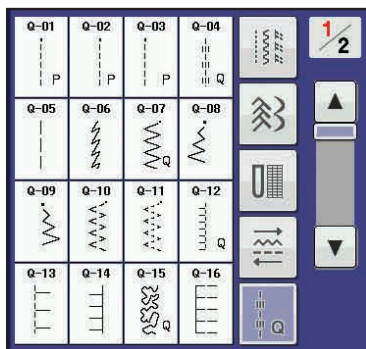 Q-01 Q-02 Q-03 Q-04
P P P Q
1/2
Q-05 Q-06 Q-07 Q-08
Q
Q-09 Q-10 Q-11 Q-12
Q
Q-13 Q-14 Q-15 Q-16
Q
Q